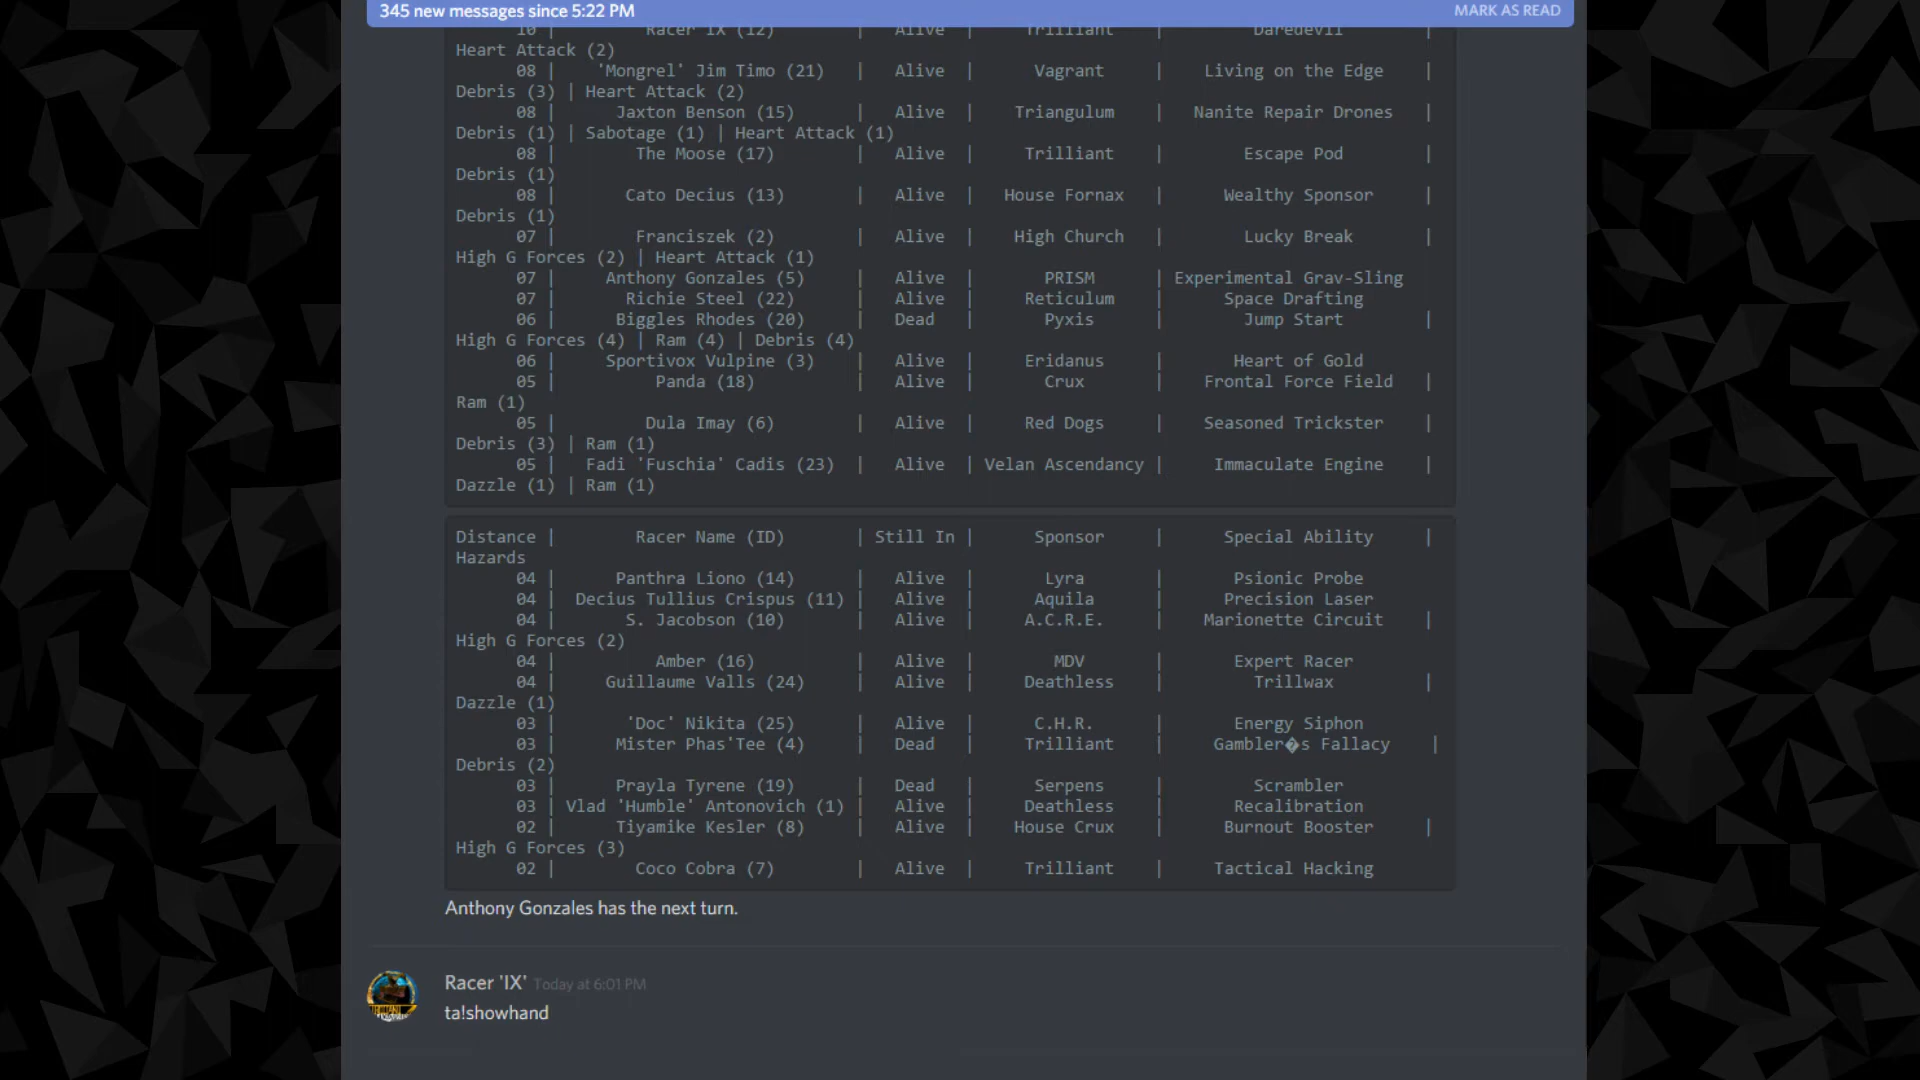 345 new messages since 5:22 PM MARK AS READ
10 | Racer IX (12) | Alive | Trilliant | Daredevil |
Heart Attack (2)
08 | 'Mongrel' Jim Timo (21) | Alive | Vagrant | Living on the Edge |
Debris (3) | Heart Attack (2)
08 | Jaxton Benson (15) | Alive | Triangulum | Nanite Repair Drones |
Debris (1) | Sabotage (1) | Heart Attack (1)
08 | The Moose (17) | Alive | Trilliant | Escape Pod |
Debris (1)
08 | Cato Decius (13) | Alive | House Fornax | Wealthy Sponsor |
Debris (1)
07 | Franciszek (2) | Alive | High Church | Lucky Break |
High G Forces (2) | Heart Attack (1)
07 | Anthony Gonzales (5) | Alive | PRISM | Experimental Grav-Sling
07 | Richie Steel (22) | Alive | Reticulum | Space Drafting
06 | Biggles Rhodes (20) | Dead | Pyxis | Jump Start |
High G Forces (4) | Ram (4) | Debris (4)
06 | Sportivox Vulpine (3) | Alive | Eridanus | Heart of Gold
05 | Panda (18) | Alive | Crux | Frontal Force Field |
Ram (1)
05 | Dula Imay (6) | Alive | Red Dogs | Seasoned Trickster |
Debris (3) | Ram (1)
05 | Fadi 'Fuschia' Cadis (23) | Alive | Velan Ascendancy | Immaculate Engine |
Dazzle (1) | Ram (1)
Distance | Racer Name (ID) | Still In | Sponsor | Special Ability |
Hazards
04 | Panthra Liono (14) | Alive | Lyra | Psionic Probe
04 | Decius Tullius Crispus (11) | Alive | Aquila | Precision Laser
04 | S. Jacobson (10) | Alive | A.C.R.E. | Marionette Circuit |
High G Forces (2)
04 | Amber (16) | Alive | MDV | Expert Racer
04 | Guillaume Valls (24) | Alive | Deathless | Trillwax |
Dazzle (1)
03 | 'Doc' Nikita (25) | Alive | C.H.R. | Energy Siphon
03 | Mister Phas'Tee (4) | Dead | Trilliant | Gambler�s Fallacy |
Debris (2)
03 | Prayla Tyrene (19) | Dead | Serpens | Scrambler
03 | Vlad 'Humble' Antonovich (1) | Alive | Deathless | Recalibration
02 | Tiyamike Kesler (8) | Alive | House Crux | Burnout Booster |
High G Forces (3)
02 | Coco Cobra (7) | Alive | Trilliant | Tactical Hacking
Anthony Gonzales has the next turn.
Racer 'IX' Today at 6:01 PM
ta!showhand